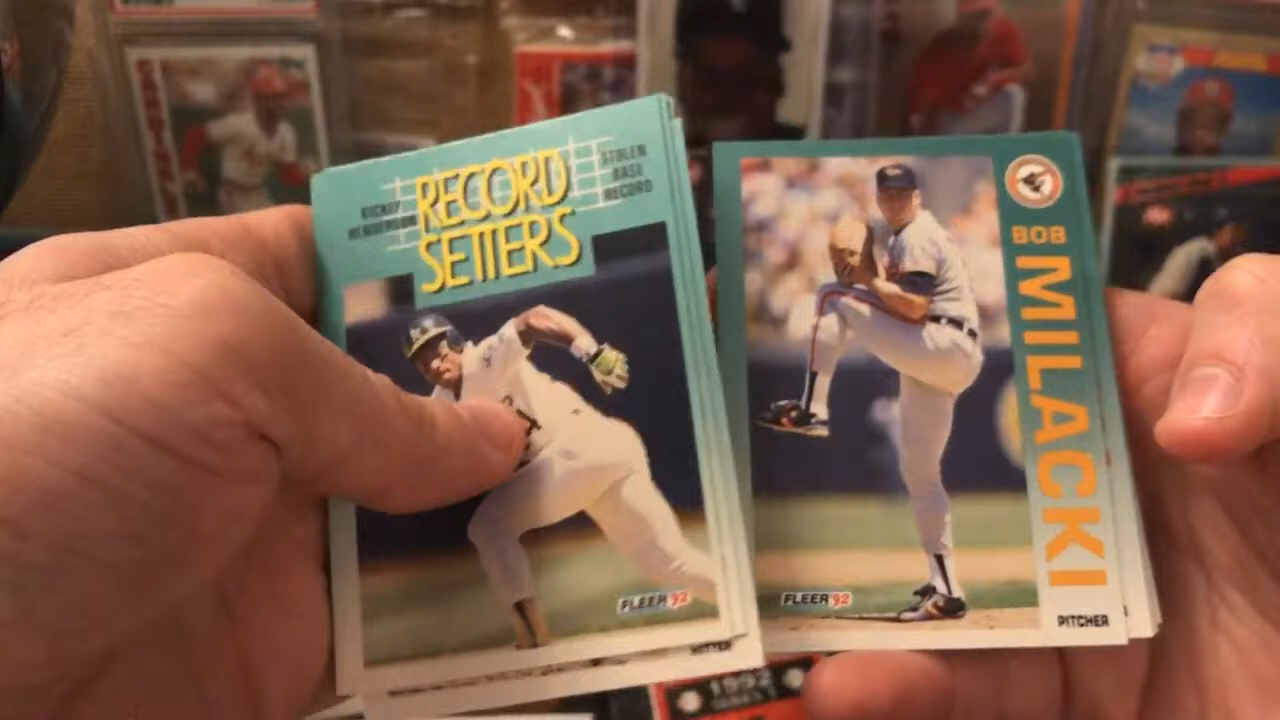 RICKEY
HENDERSON
RECORD
SETTERS
STOLEN
BASE
RECORD
FLEER '92
BOB
MILACKI
FLEER '92
PITCHER
1992